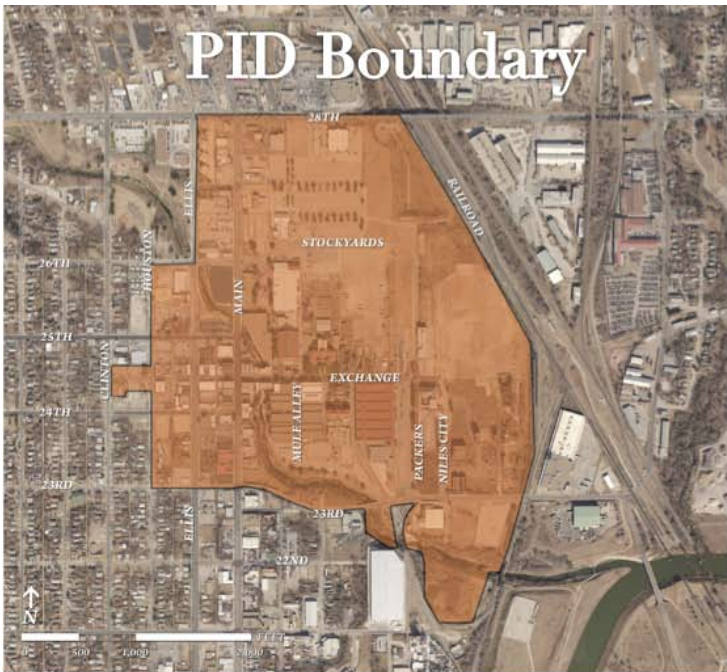 PID Boundary
28TH
ELLIS
RAILROAD
STOCKYARDS
26TH
HOUSTON
MAIN
25TH
CLINTON
EXCHANGE
24TH
MULE ALLEY
PACKERS
NILES CITY
23RD
23RD
ELLIS
22ND
N
FEET
0 500 1,000 2,000